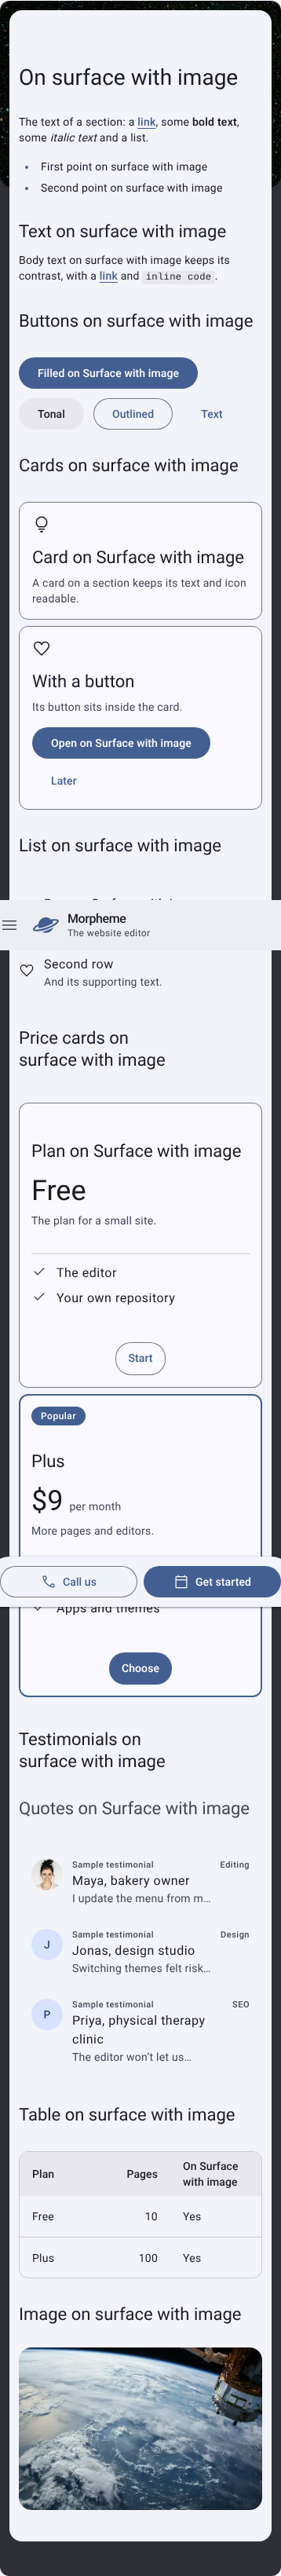 On surface with image
The text of a section: a link, some bold text,
some italic text and a list.
• First point on surface with image
• Second point on surface with image
Text on surface with image
Body text on surface with image keeps its
contrast, with a link and inline code.
Buttons on surface with image
Filled on Surface with image
Tonal Outlined Text
Cards on surface with image
Card on Surface with image
A card on a section keeps its text and icon
readable.
With a button
Its button sits inside the card.
Open on Surface with image
Later
List on surface with image
Morpheme
The website editor
Second row
And its supporting text.
Price cards on
surface with image
Plan on Surface with image
Free
The plan for a small site.
The editor
Your own repository
Start
Popular
Plus
$9 per month
More pages and editors.
Call us Get started
Apps and themes
Choose
Testimonials on
surface with image
Quotes on Surface with image
Sample testimonial Editing
Maya, bakery owner
I update the menu from m...
J
Sample testimonial Design
Jonas, design studio
Switching themes felt risk...
P
Sample testimonial SEO
Priya, physical therapy
clinic
The editor won't let us...
Table on surface with image
Plan Pages On Surface
with image
Free 10 Yes
Plus 100 Yes
Image on surface with image